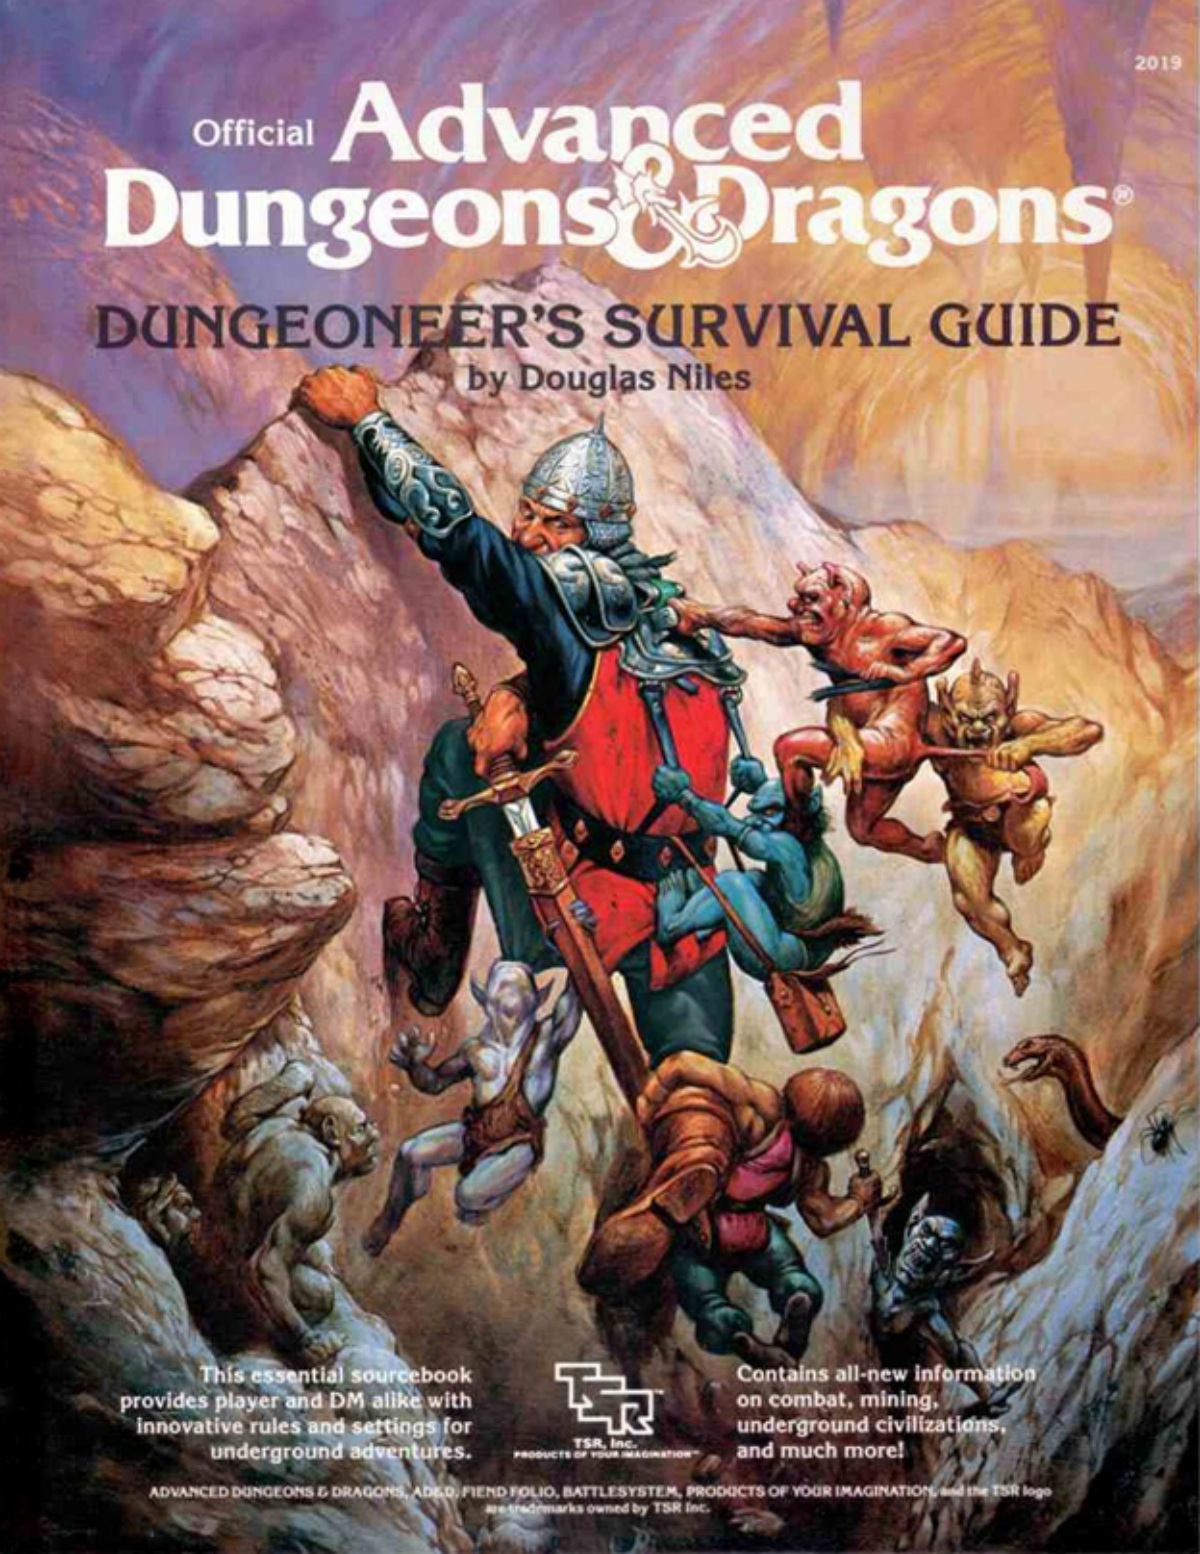 2019
Official Advanced
Dungeons & Dragons®
DUNGEONEER'S SURVIVAL GUIDE
by Douglas Niles
This essential sourcebook
provides player and DM alike with
innovative rules and settings for
underground adventures.
TSR™
TSR, Inc.
PRODUCTS OF YOUR IMAGINATION™
Contains all-new information
on combat, mining,
underground civilizations,
and much more!
ADVANCED DUNGEONS & DRAGONS, AD&D, FIEND FOLIO, BATTLESYSTEM, PRODUCTS OF YOUR IMAGINATION, and the TSR logo
are trademarks owned by TSR Inc.